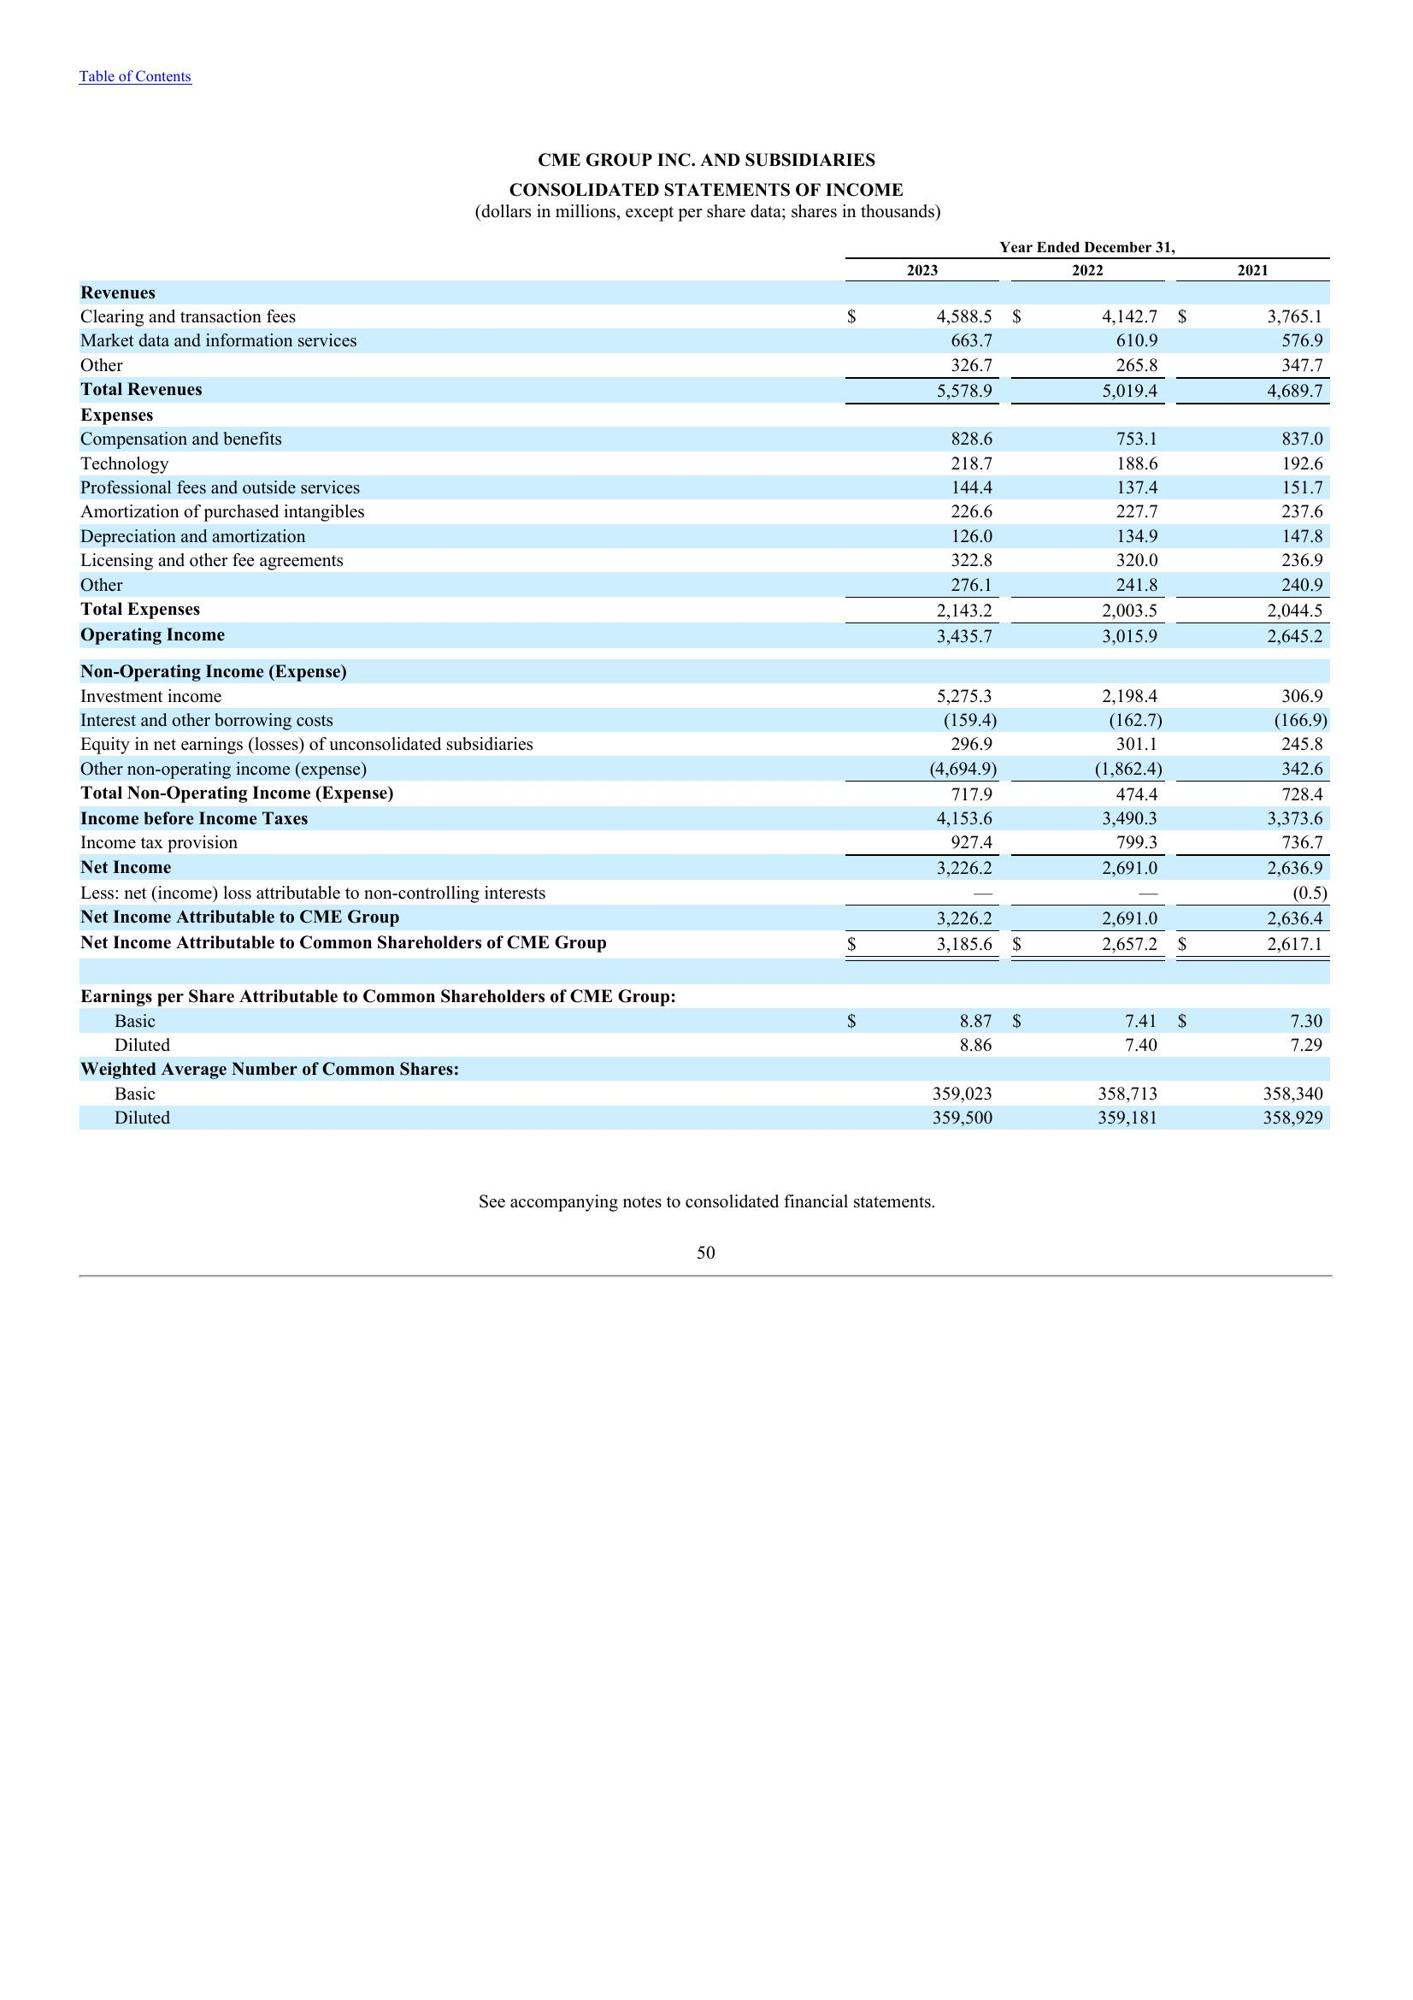 Table of Contents
CME GROUP INC. AND SUBSIDIARIES
CONSOLIDATED STATEMENTS OF INCOME
(dollars in millions, except per share data; shares in thousands)
Year Ended December 31,
2023 2022 2021
Revenues
Clearing and transaction fees $ 4,588.5 $ 4,142.7 $ 3,765.1
Market data and information services 663.7 610.9 576.9
Other 326.7 265.8 347.7
Total Revenues 5,578.9 5,019.4 4,689.7
Expenses
Compensation and benefits 828.6 753.1 837.0
Technology 218.7 188.6 192.6
Professional fees and outside services 144.4 137.4 151.7
Amortization of purchased intangibles 226.6 227.7 237.6
Depreciation and amortization 126.0 134.9 147.8
Licensing and other fee agreements 322.8 320.0 236.9
Other 276.1 241.8 240.9
Total Expenses 2,143.2 2,003.5 2,044.5
Operating Income 3,435.7 3,015.9 2,645.2
Non-Operating Income (Expense)
Investment income 5,275.3 2,198.4 306.9
Interest and other borrowing costs (159.4) (162.7) (166.9)
Equity in net earnings (losses) of unconsolidated subsidiaries 296.9 301.1 245.8
Other non-operating income (expense) (4,694.9) (1,862.4) 342.6
Total Non-Operating Income (Expense) 717.9 474.4 728.4
Income before Income Taxes 4,153.6 3,490.3 3,373.6
Income tax provision 927.4 799.3 736.7
Net Income 3,226.2 2,691.0 2,636.9
Less: net (income) loss attributable to non-controlling interests — — (0.5)
Net Income Attributable to CME Group 3,226.2 2,691.0 2,636.4
Net Income Attributable to Common Shareholders of CME Group $ 3,185.6 $ 2,657.2 $ 2,617.1
Earnings per Share Attributable to Common Shareholders of CME Group:
Basic $ 8.87 $ 7.41 $ 7.30
Diluted 8.86 7.40 7.29
Weighted Average Number of Common Shares:
Basic 359,023 358,713 358,340
Diluted 359,500 359,181 358,929
See accompanying notes to consolidated financial statements.
50